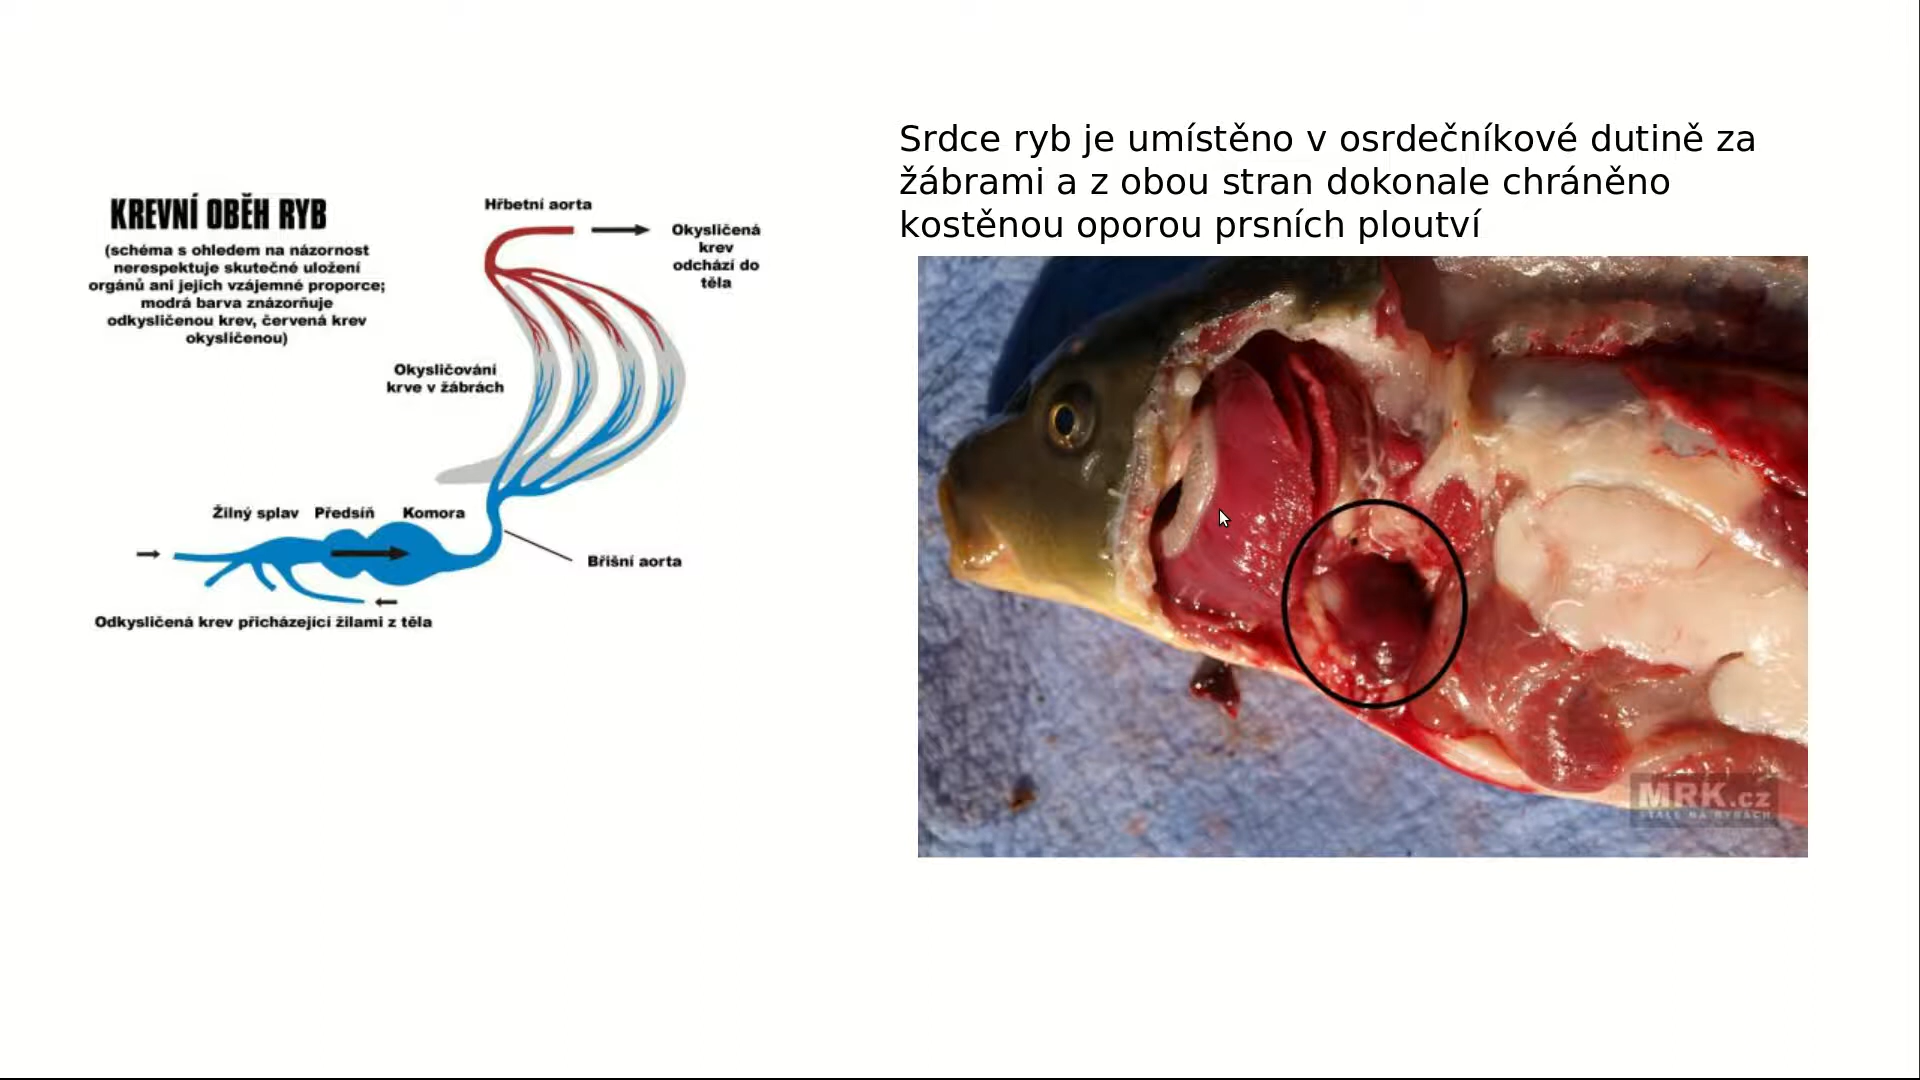 KREVNÍ OBĚH RYB
(schéma s ohledem na názornost
nerespektuje skutečné uložení
orgánů ani jejich vzájemné proporce;
modrá barva znázorňuje
odkysličenou krev, červená krev
okysličenou)
Hřbetní aorta
Okysličená
krev
odchází do
těla
Okysličování
krve v žábrách
Žilný splav Předsíň Komora
Břišní aorta
Odkysličená krev přicházející žilami z těla
Srdce ryb je umístěno v osrdečníkové dutině za
žábrami a z obou stran dokonale chráněno
kostěnou oporou prsních ploutví
MRK.cz
STÁLE NA RYBÁCH